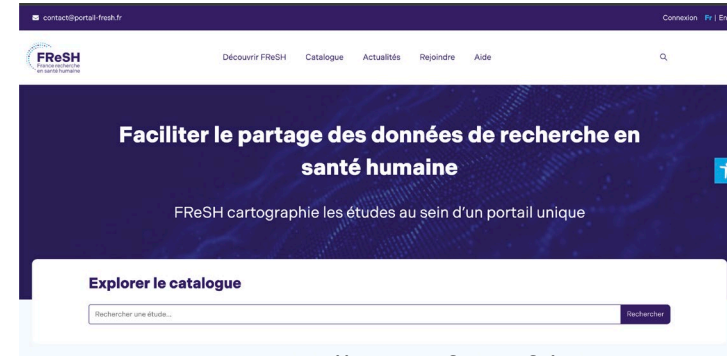 contact@portail-fresh.fr
Connexion Fr | En
FReSH
France recherche
en santé humaine
Découvrir FReSH Catalogue Actualités Rejoindre Aide
Faciliter le partage des données de recherche en
santé humaine
FReSH cartographie les études au sein d'un portail unique
Explorer le catalogue
Rechercher une étude...
Rechercher